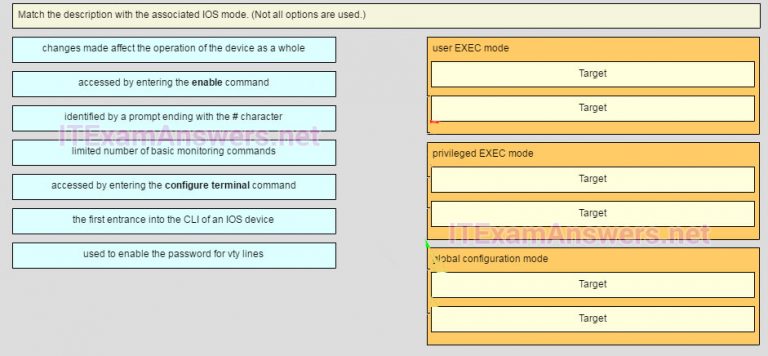 Match the description with the associated IOS mode. (Not all options are used.)
changes made affect the operation of the device as a whole
accessed by entering the enable command
identified by a prompt ending with the # character
ITExamAnswers.net
limited number of basic monitoring commands
accessed by entering the configure terminal command
the first entrance into the CLI of an IOS device
used to enable the password for vty lines
user EXEC mode
Target
Target
privileged EXEC mode
Target
Target
ITExamAnswers.net
global configuration mode
Target
Target